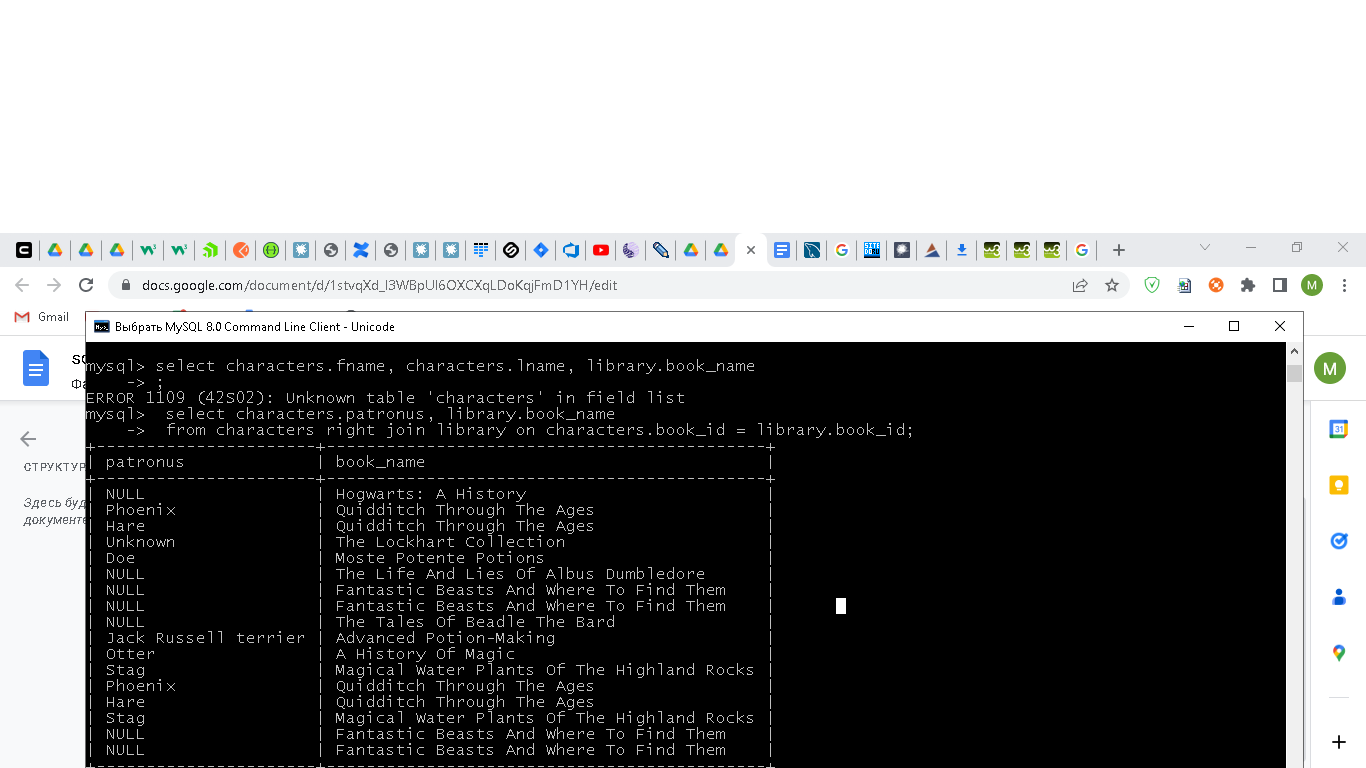 docs.google.com/document/d/1stvqXd_I3WBpUl6OXCXqLDoKqjFmD1YH/edit
M
Gmail
Выбрать MySQL 8.0 Command Line Client - Unicode
M
СТРУКТУР
Здесь буд
документе
31
mysql> select characters.fname, characters.lname, library.book_name
-> ;
ERROR 1109 (42S02): Unknown table 'characters' in field list
mysql>  select characters.patronus, library.book_name
->  from characters right join library on characters.book_id = library.book_id;
| patronus | book_name |
| NULL | Hogwarts: A History |
| Phoenix | Quidditch Through The Ages |
| Hare | Quidditch Through The Ages |
| Unknown | The Lockhart Collection |
| Doe | Moste Potente Potions |
| NULL | The Life And Lies Of Albus Dumbledore |
| NULL | Fantastic Beasts And Where To Find Them |
| NULL | Fantastic Beasts And Where To Find Them |
| NULL | The Tales Of Beadle The Bard |
| Jack Russell terrier | Advanced Potion-Making |
| Otter | A History Of Magic |
| Stag | Magical Water Plants Of The Highland Rocks |
| Phoenix | Quidditch Through The Ages |
| Hare | Quidditch Through The Ages |
| Stag | Magical Water Plants Of The Highland Rocks |
| NULL | Fantastic Beasts And Where To Find Them |
| NULL | Fantastic Beasts And Where To Find Them |